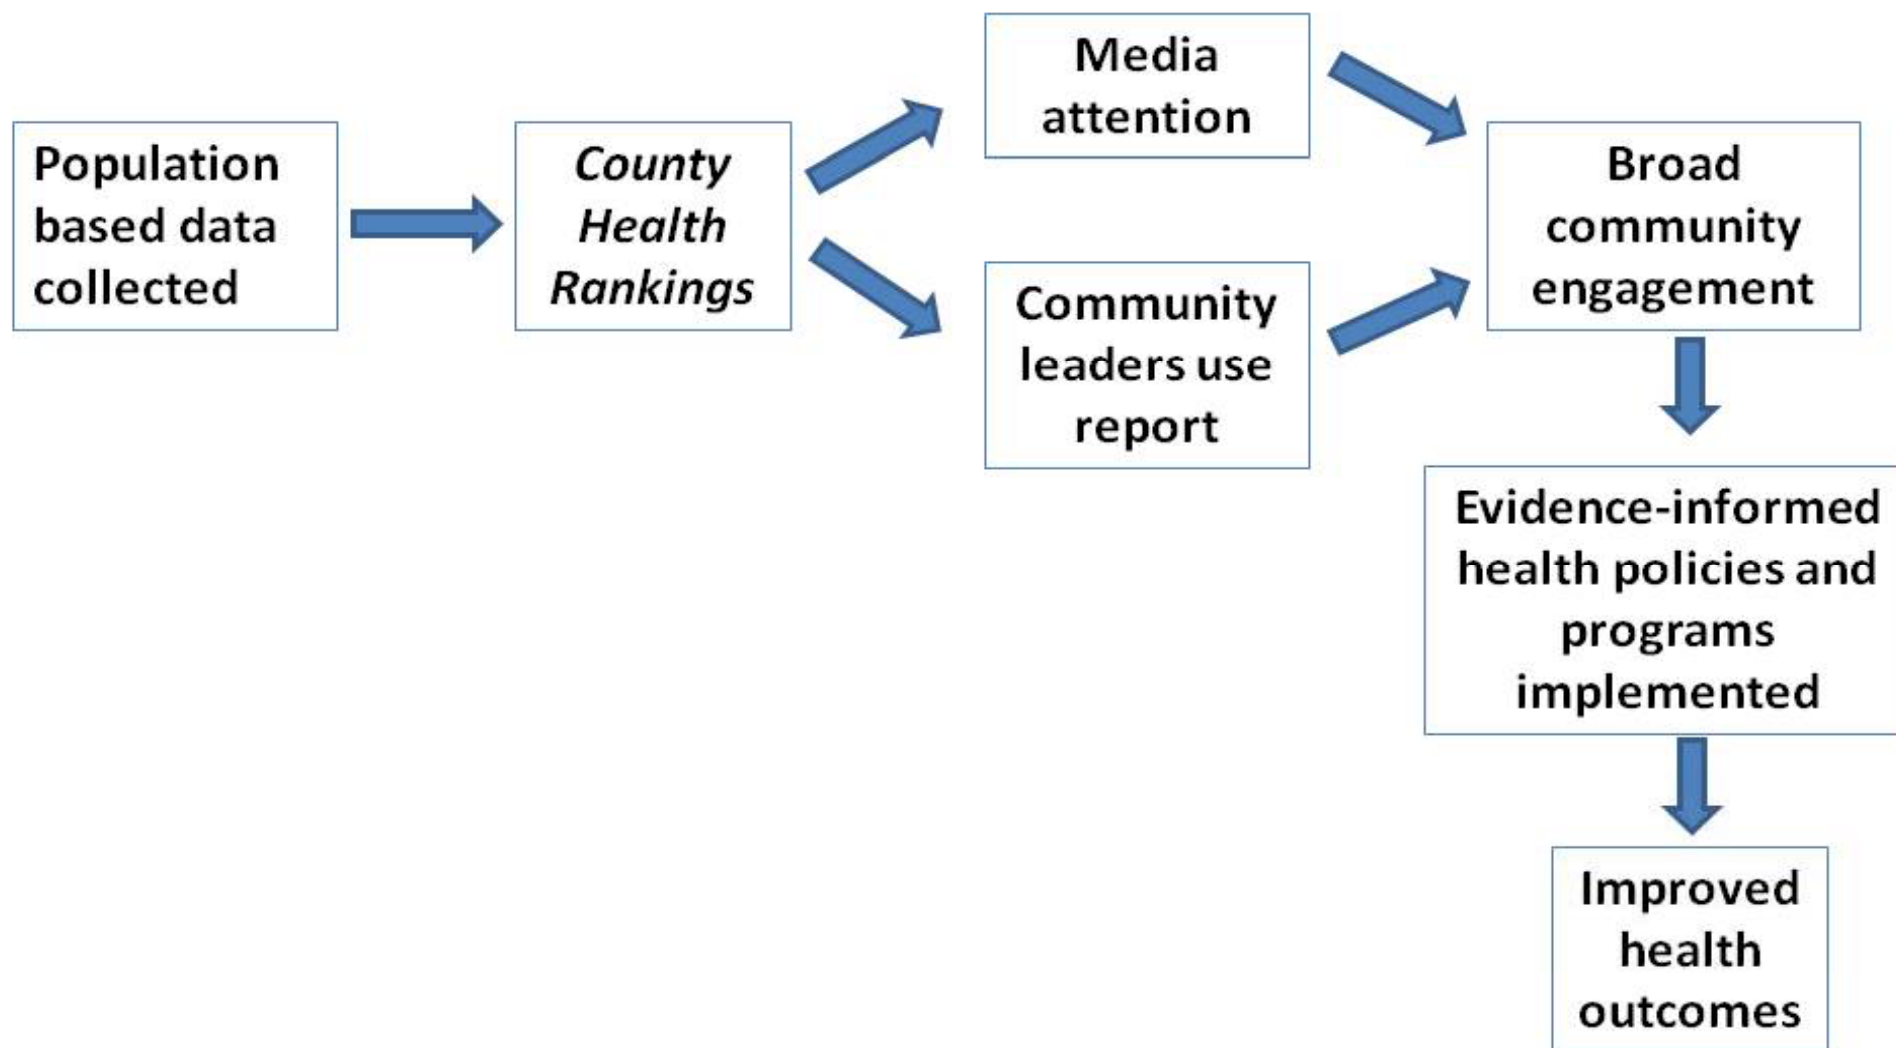 Population
based data
collected
County
Health
Rankings
Media
attention
Community
leaders use
report
Broad
community
engagement
Evidence-informed
health policies and
programs
implemented
Improved
health
outcomes